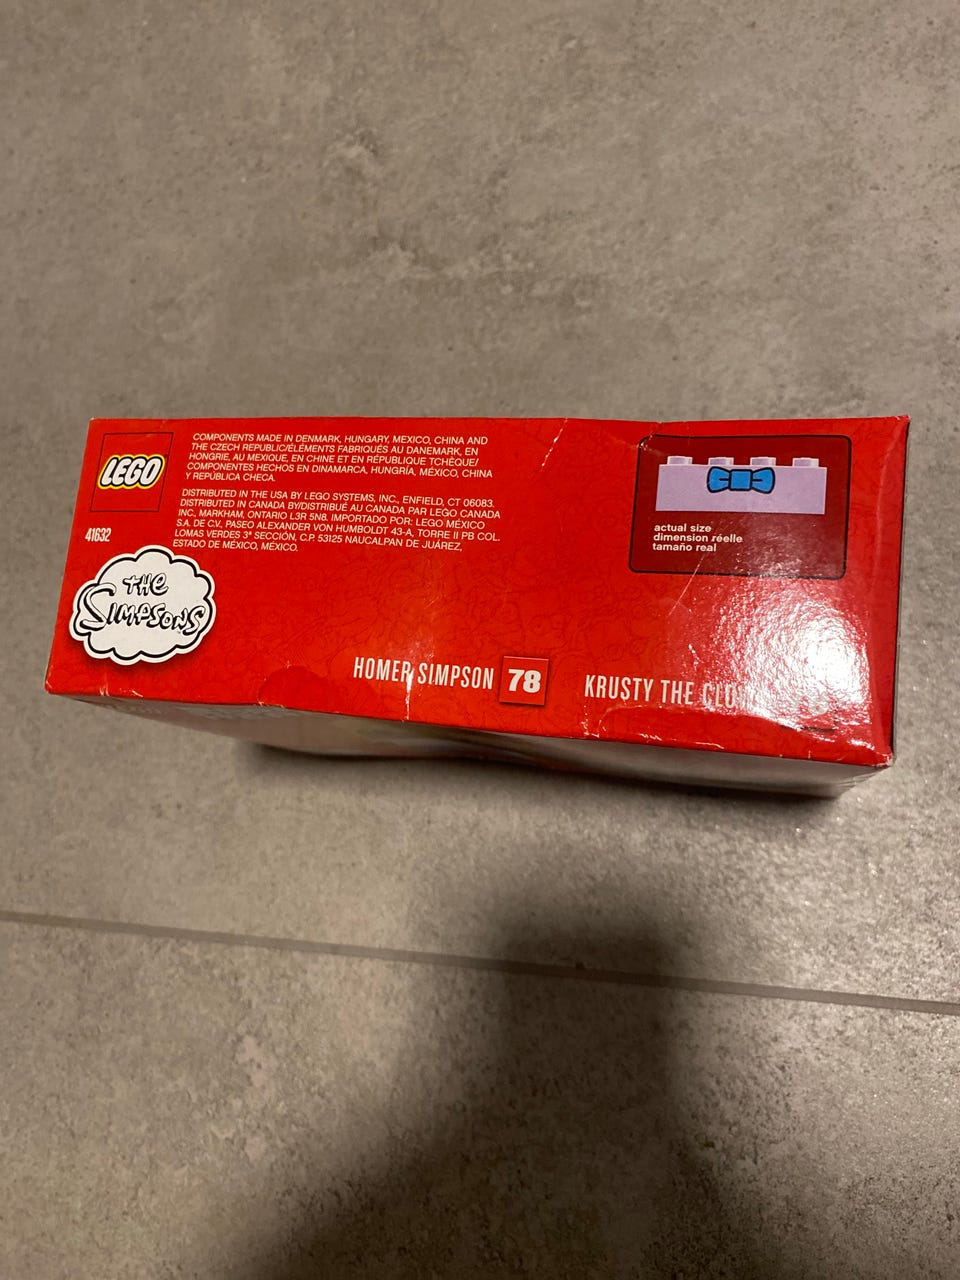 LEGO
41632
THE
SIMPSONS
COMPONENTS MADE IN DENMARK, HUNGARY, MEXICO, CHINA AND
THE CZECH REPUBLIC/ÉLÉMENTS FABRIQUÉS AU DANEMARK, EN
HONGRIE, AU MEXIQUE, EN CHINE ET EN RÉPUBLIQUE TCHÈQUE/
COMPONENTES HECHOS EN DINAMARCA, HUNGRÍA, MÉXICO, CHINA
Y REPÚBLICA CHECA.
DISTRIBUTED IN THE USA BY LEGO SYSTEMS, INC., ENFIELD, CT 06083.
DISTRIBUTED IN CANADA BY/DISTRIBUÉ AU CANADA PAR LEGO CANADA
INC., MARKHAM, ONTARIO L3R 5N8. IMPORTADO POR: LEGO MÉXICO
S.A. DE C.V., PASEO ALEXANDER VON HUMBOLDT 43-A, TORRE II PB COL.
LOMAS VERDES 3ª SECCIÓN, C.P. 53125 NAUCALPAN DE JUÁREZ,
ESTADO DE MÉXICO, MÉXICO.
actual size
dimension réelle
tamaño real
HOMER SIMPSON 78
KRUSTY THE